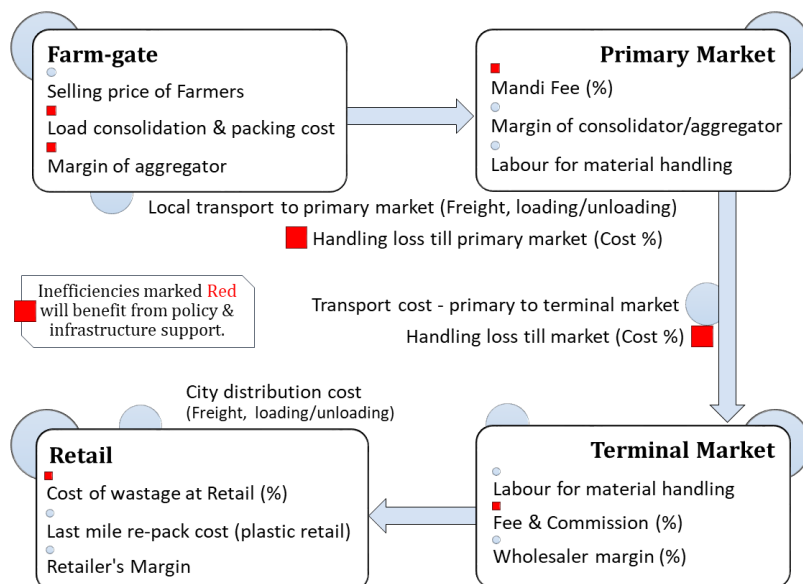 Farm-gate
Selling price of Farmers
Load consolidation & packing cost
Margin of aggregator
Primary Market
Mandi Fee (%)
Margin of consolidator/aggregator
Labour for material handling
Local transport to primary market (Freight, loading/unloading)
Handling loss till primary market (Cost %)
Inefficiencies marked Red
will benefit from policy &
infrastructure support.
Transport cost - primary to terminal market
Handling loss till market (Cost %)
City distribution cost
(Freight, loading/unloading)
Retail
Cost of wastage at Retail (%)
Last mile re-pack cost (plastic retail)
Retailer's Margin
Terminal Market
Labour for material handling
Fee & Commission (%)
Wholesaler margin (%)